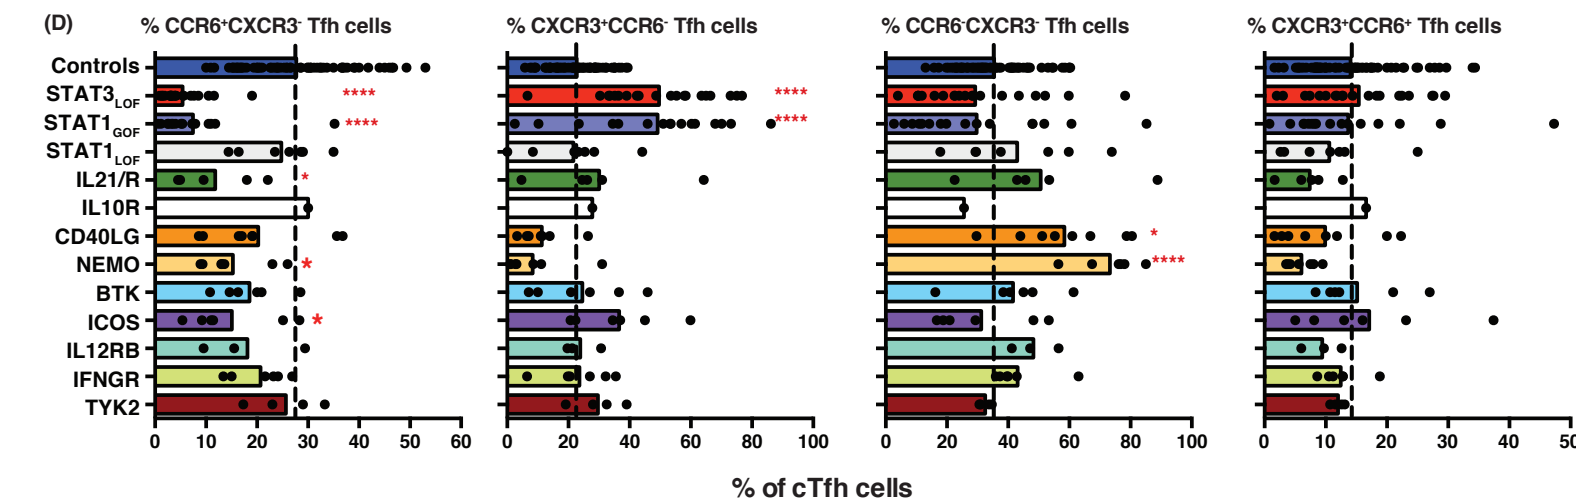 (D)
% CCR6⁺CXCR3⁻ Tfh cells
% CXCR3⁺CCR6⁻ Tfh cells
% CCR6⁻CXCR3⁻ Tfh cells
% CXCR3⁺CCR6⁺ Tfh cells
Controls
STAT3LOF **** ****
STAT1GOF **** ****
STAT1LOF
IL21/R *
IL10R
CD40LG *
NEMO * ****
BTK
ICOS *
IL12RB
IFNGR
TYK2
0 10 20 30 40 50 60
0 20 40 60 80 100
0 20 40 60 80 100
0 10 20 30 40 50
% of cTfh cells